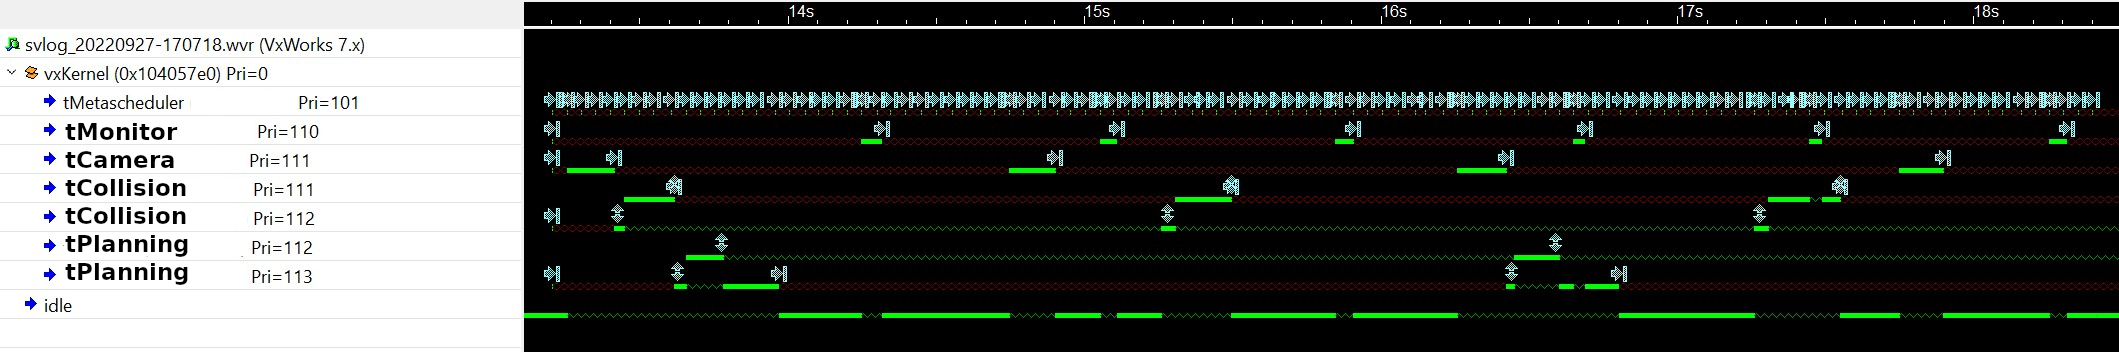 14s 15s 16s 17s 18s
svlog_20220927-170718.wvr (VxWorks 7.x)
vxKernel (0x104057e0) Pri=0
tMetascheduler Pri=101
tMonitor Pri=110
tCamera Pri=111
tCollision Pri=111
tCollision Pri=112
tPlanning Pri=112
tPlanning Pri=113
idle